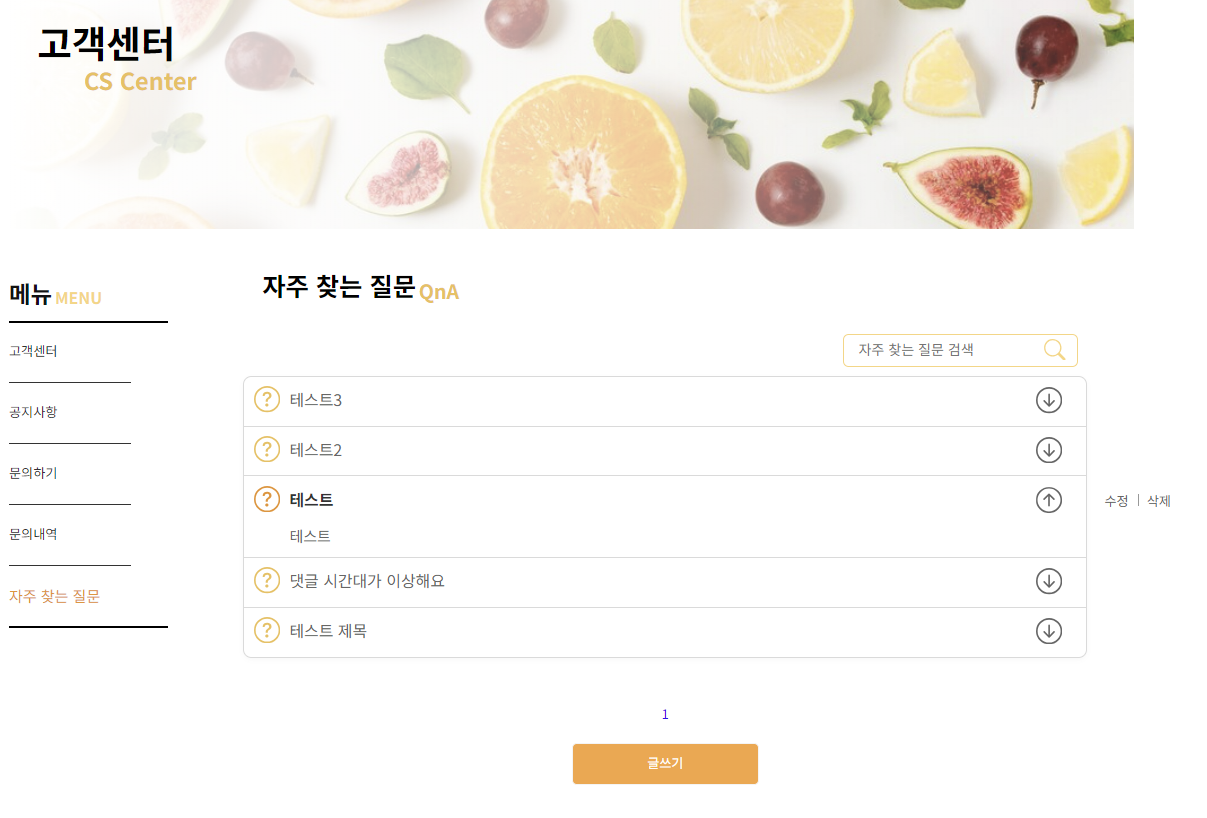 고객센터
CS Center
메뉴 MENU
고객센터
공지사항
문의하기
문의내역
자주 찾는 질문
자주 찾는 질문 QnA
자주 찾는 질문 검색
? 테스트3
? 테스트2
? 테스트
수정 | 삭제
테스트
? 댓글 시간대가 이상해요
? 테스트 제목
1
글쓰기